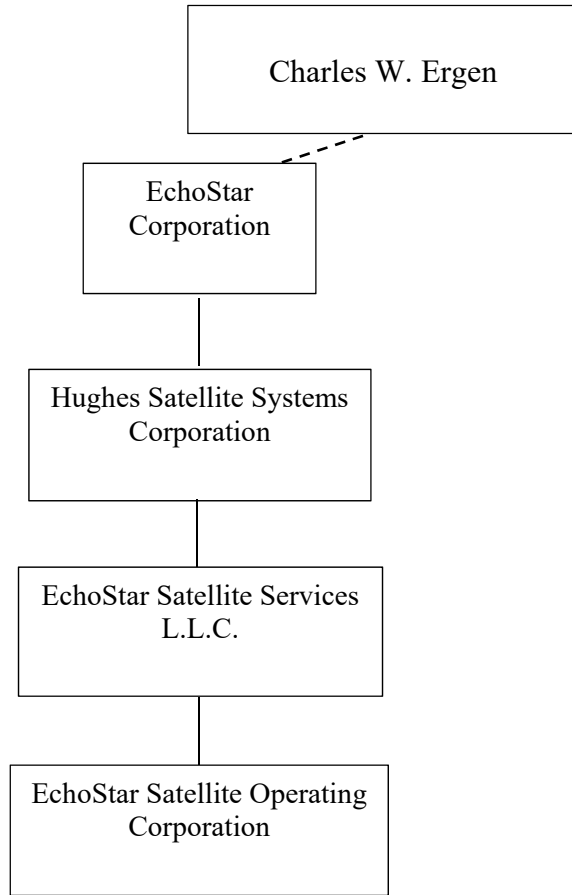 Charles W. Ergen
EchoStar
Corporation
Hughes Satellite Systems
Corporation
EchoStar Satellite Services
L.L.C.
EchoStar Satellite Operating
Corporation